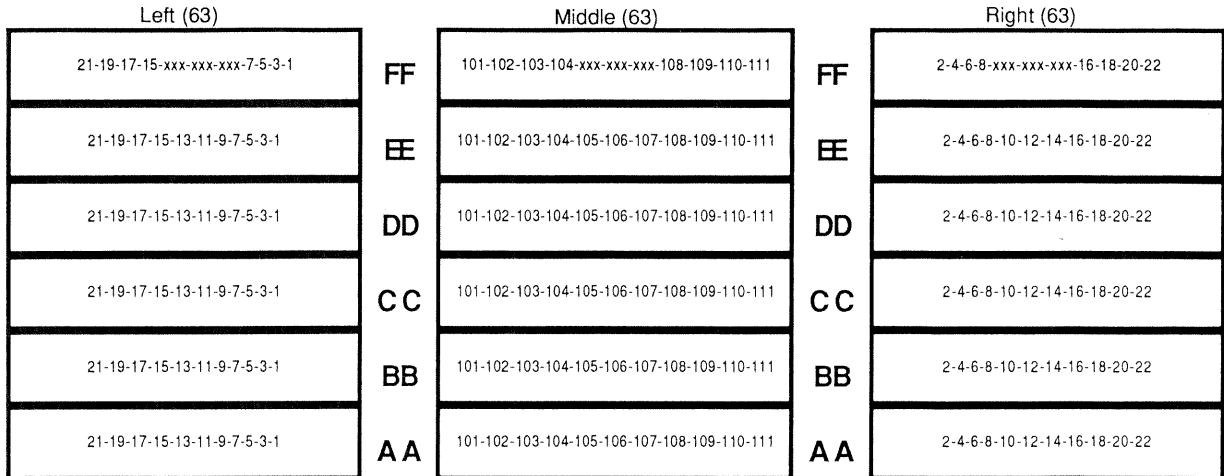 Left (63) Middle (63) Right (63)
21-19-17-15-xxx-xxx-xxx-7-5-3-1 FF 101-102-103-104-xxx-xxx-xxx-108-109-110-111 FF 2-4-6-8-xxx-xxx-xxx-16-18-20-22
21-19-17-15-13-11-9-7-5-3-1 EE 101-102-103-104-105-106-107-108-109-110-111 EE 2-4-6-8-10-12-14-16-18-20-22
21-19-17-15-13-11-9-7-5-3-1 DD 101-102-103-104-105-106-107-108-109-110-111 DD 2-4-6-8-10-12-14-16-18-20-22
21-19-17-15-13-11-9-7-5-3-1 CC 101-102-103-104-105-106-107-108-109-110-111 CC 2-4-6-8-10-12-14-16-18-20-22
21-19-17-15-13-11-9-7-5-3-1 BB 101-102-103-104-105-106-107-108-109-110-111 BB 2-4-6-8-10-12-14-16-18-20-22
21-19-17-15-13-11-9-7-5-3-1 AA 101-102-103-104-105-106-107-108-109-110-111 AA 2-4-6-8-10-12-14-16-18-20-22